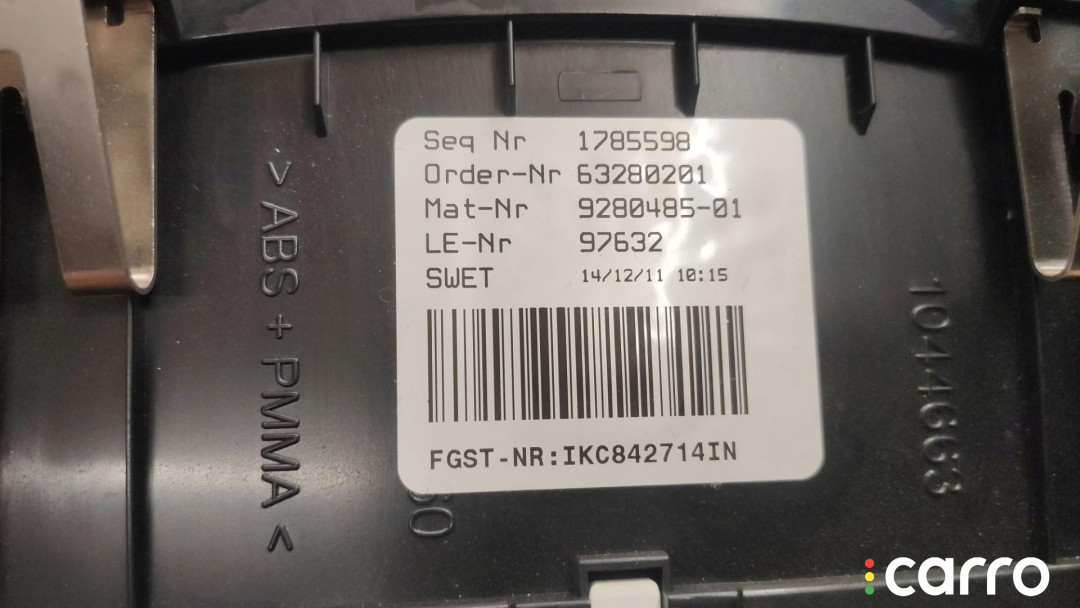 Seq Nr 1785598
Order-Nr 63280201
Mat-Nr 9280485-01
LE-Nr 97632
SWET 14/12/11 10:15
FGST-NR:IKC842714IN
>ABS+PMMA<
10446663
60
carro